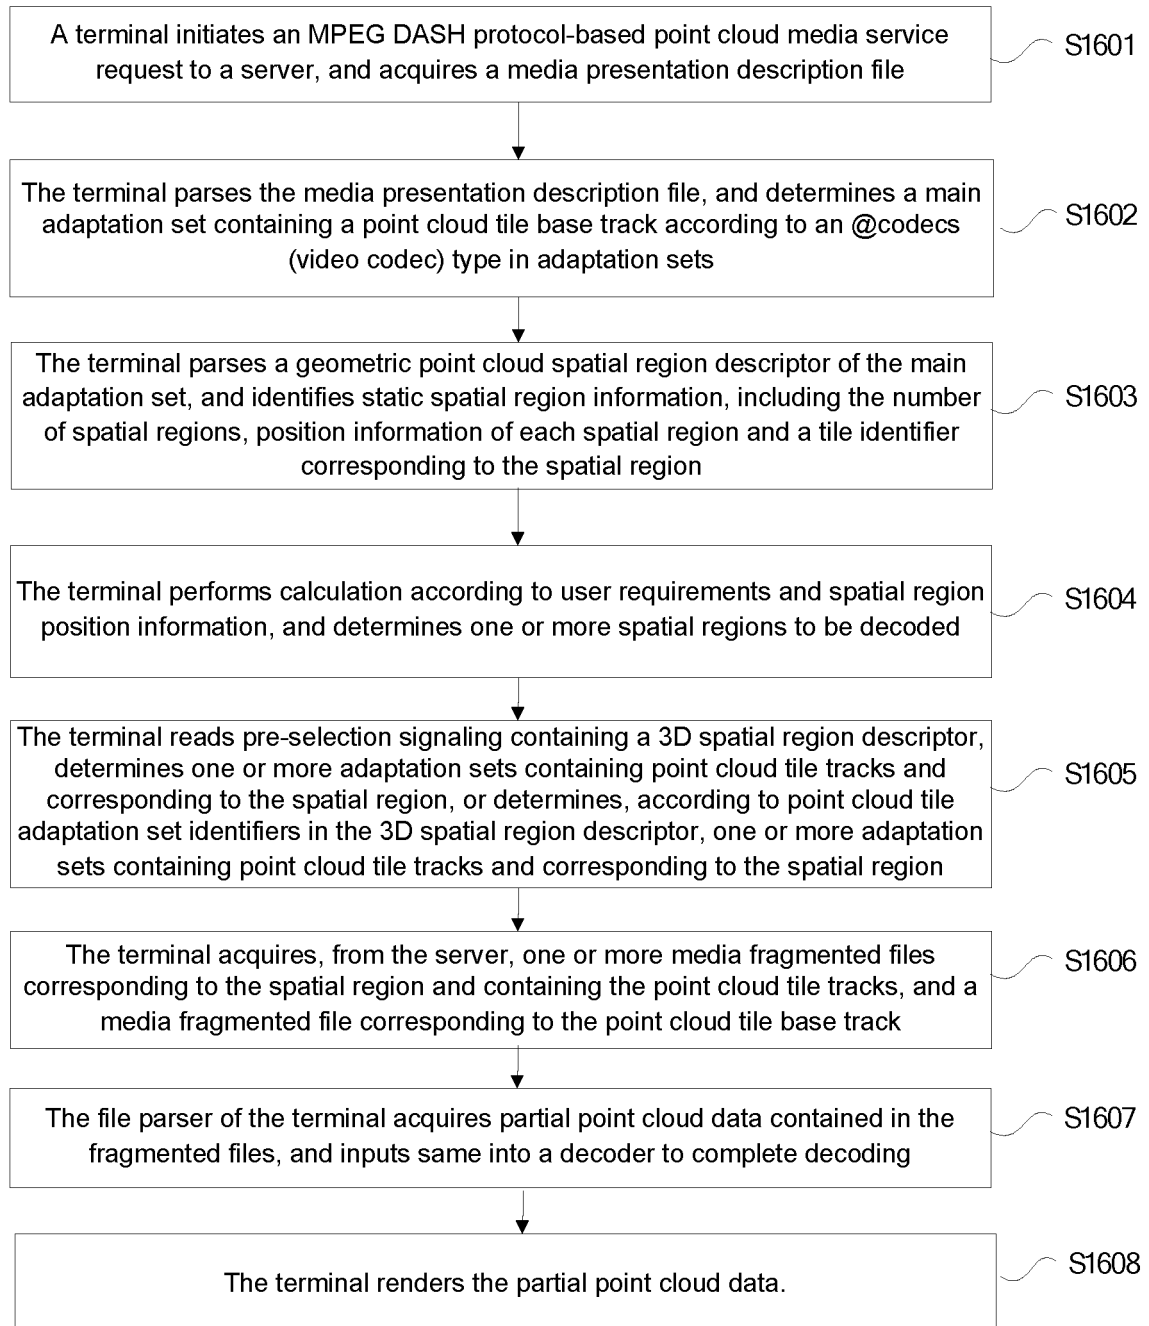 A terminal initiates an MPEG DASH protocol-based point cloud media service
request to a server, and acquires a media presentation description file
S1601
The terminal parses the media presentation description file, and determines a main
adaptation set containing a point cloud tile base track according to an @codecs
(video codec) type in adaptation sets
S1602
The terminal parses a geometric point cloud spatial region descriptor of the main
adaptation set, and identifies static spatial region information, including the number
of spatial regions, position information of each spatial region and a tile identifier
corresponding to the spatial region
S1603
The terminal performs calculation according to user requirements and spatial region
position information, and determines one or more spatial regions to be decoded
S1604
The terminal reads pre-selection signaling containing a 3D spatial region descriptor,
determines one or more adaptation sets containing point cloud tile tracks and
corresponding to the spatial region, or determines, according to point cloud tile
adaptation set identifiers in the 3D spatial region descriptor, one or more adaptation
sets containing point cloud tile tracks and corresponding to the spatial region
S1605
The terminal acquires, from the server, one or more media fragmented files
corresponding to the spatial region and containing the point cloud tile tracks, and a
media fragmented file corresponding to the point cloud tile base track
S1606
The file parser of the terminal acquires partial point cloud data contained in the
fragmented files, and inputs same into a decoder to complete decoding
S1607
The terminal renders the partial point cloud data.
S1608